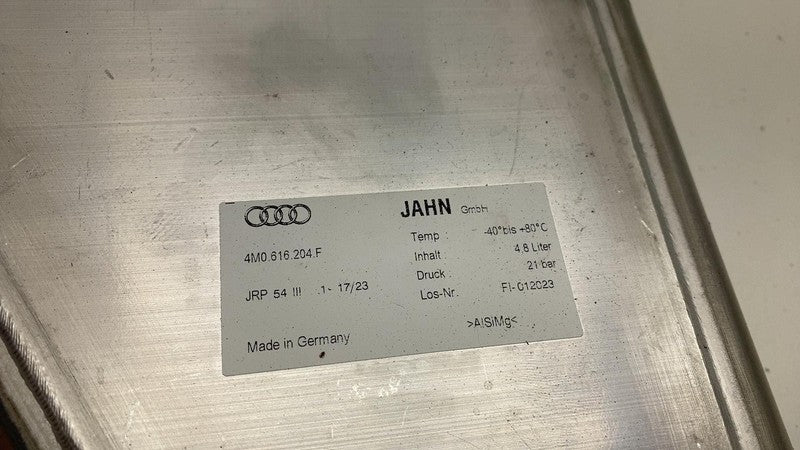 JAHN GmbH
4M0.616.204.F
JRP 54 !!! .1- 17/23
Made in Germany
Temp -40°bis +80°C
Inhalt : 4.8 Liter
Druck : 21 bar
Los-Nr. FI-012023
>AlSiMg<